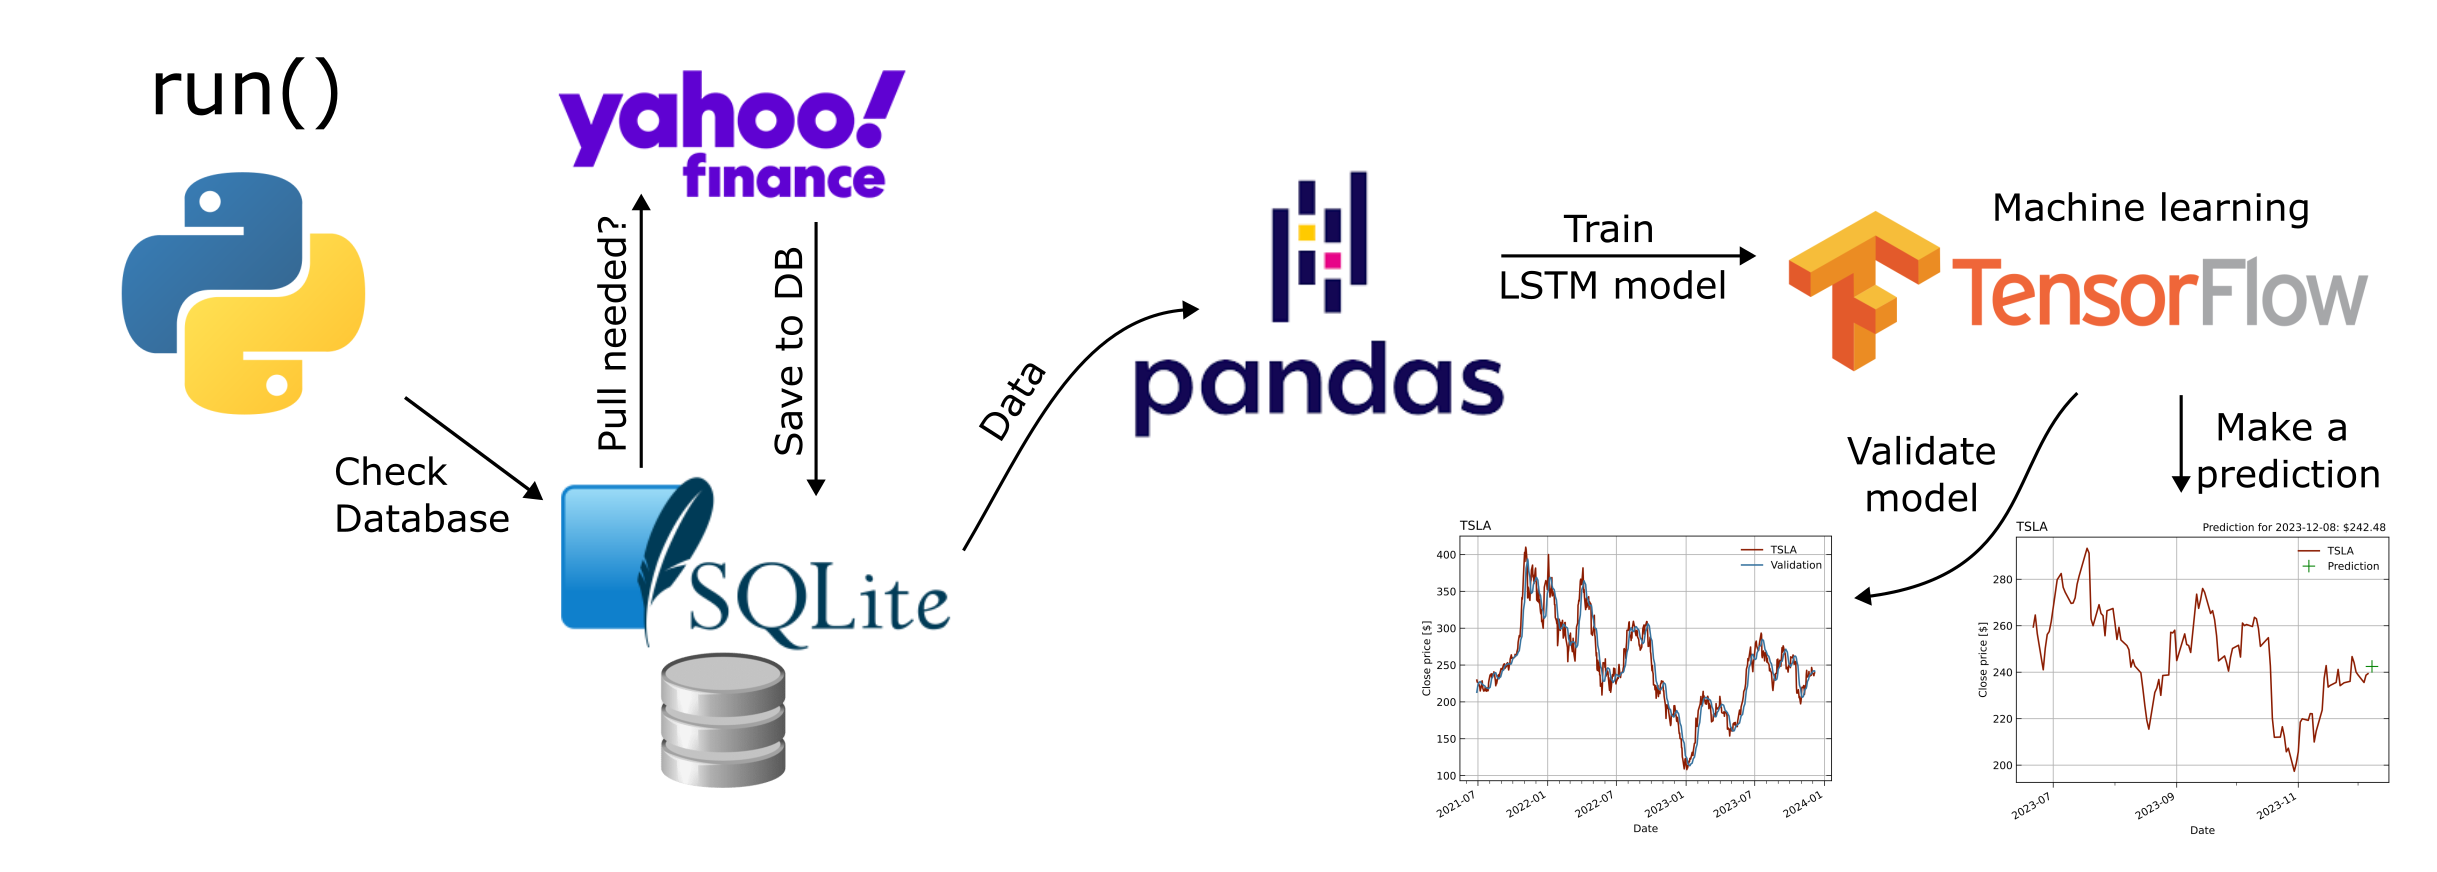 run()
yahoo!
finance
Pull needed?
Save to DB
Check
Database
SQLite
Data
pandas
Train
LSTM model
Machine learning
TensorFlow
Validate
model
Make a
prediction
TSLA
TSLA
Validation
400
350
300
250
200
150
100
Close price [$]
2021-07
2022-01
2022-07
2023-01
2023-07
2024-01
Date
TSLA
Prediction for 2023-12-08: $242.48
TSLA
Prediction
280
260
240
220
200
Close price [$]
2023-07
2023-09
2023-11
Date